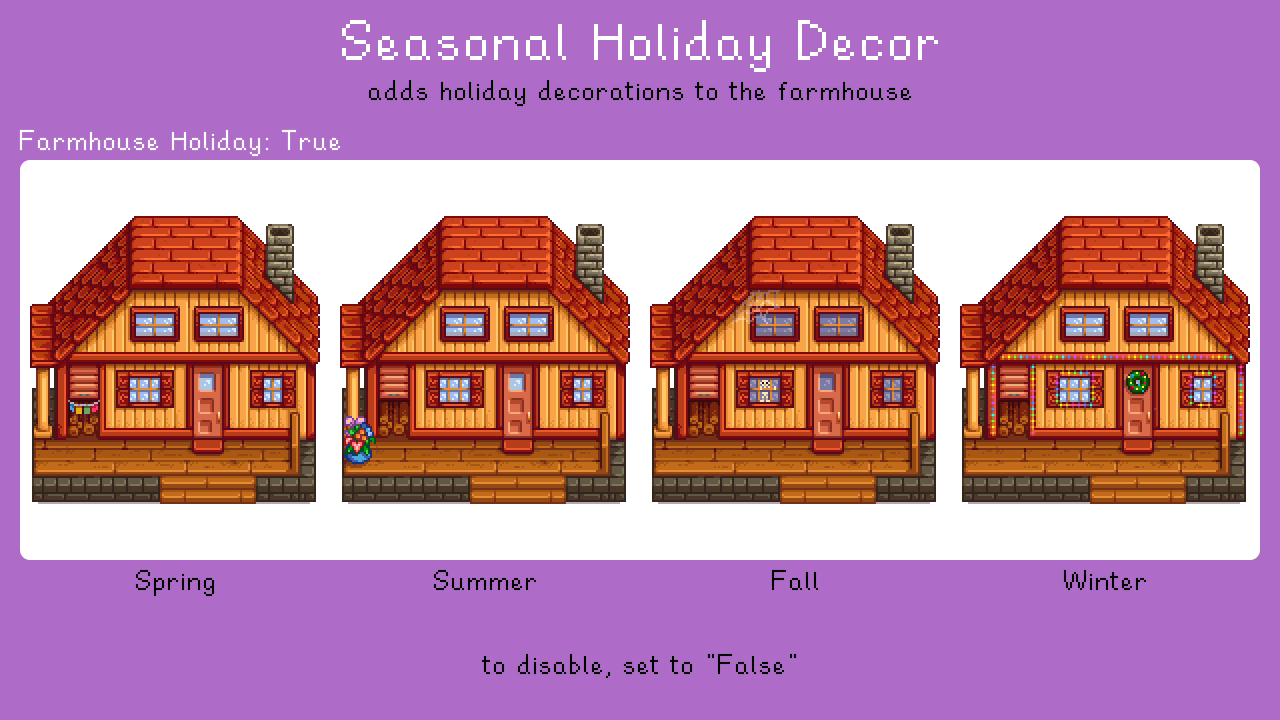 Seasonal Holiday Decor
adds holiday decorations to the farmhouse
Farmhouse Holiday: True
Spring
Summer
Fall
Winter
to disable, set to "False"